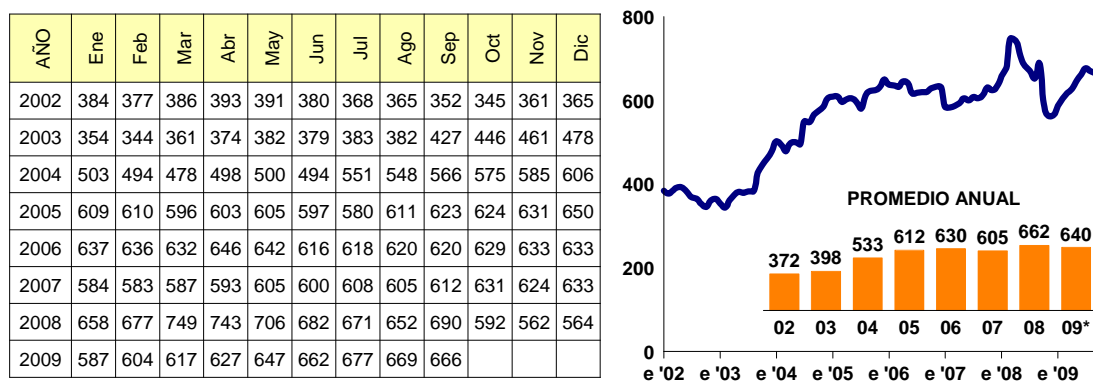 AÑO Ene Feb Mar Abr May Jun Jul Ago Sep Oct Nov Dic
2002 384 377 386 393 391 380 368 365 352 345 361 365
2003 354 344 361 374 382 379 383 382 427 446 461 478
2004 503 494 478 498 500 494 551 548 566 575 585 606
2005 609 610 596 603 605 597 580 611 623 624 631 650
2006 637 636 632 646 642 616 618 620 620 629 633 633
2007 584 583 587 593 605 600 608 605 612 631 624 633
2008 658 677 749 743 706 682 671 652 690 592 562 564
2009 587 604 617 627 647 662 677 669 666
800
600
400
200
0
PROMEDIO ANUAL
372 398 533 612 630 605 662 640
02 03 04 05 06 07 08 09*
e '02 e '03 e '04 e '05 e '06 e '07 e '08 e '09